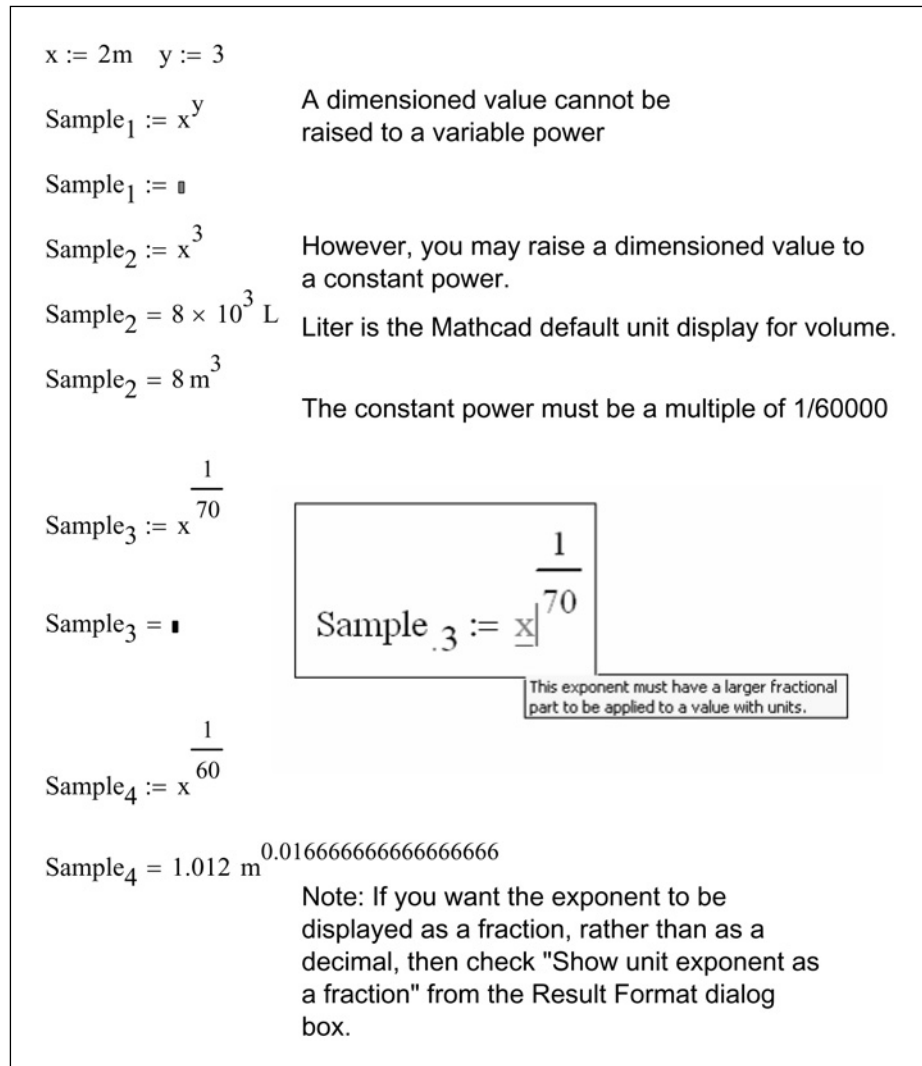 x := 2m y := 3
Sample₁ := x^y
A dimensioned value cannot be
raised to a variable power
Sample₁ := ▯
Sample₂ := x³
However, you may raise a dimensioned value to
a constant power.
Sample₂ = 8 × 10³ L
Liter is the Mathcad default unit display for volume.
Sample₂ = 8 m³
The constant power must be a multiple of 1/60000
Sample₃ := x^(1/70)
Sample .3 := x^(1/70)
Sample₃ = ▮
This exponent must have a larger fractional
part to be applied to a value with units.
Sample₄ := x^(1/60)
Sample₄ = 1.012 m^0.016666666666666666
Note: If you want the exponent to be
displayed as a fraction, rather than as a
decimal, then check "Show unit exponent as
a fraction" from the Result Format dialog
box.